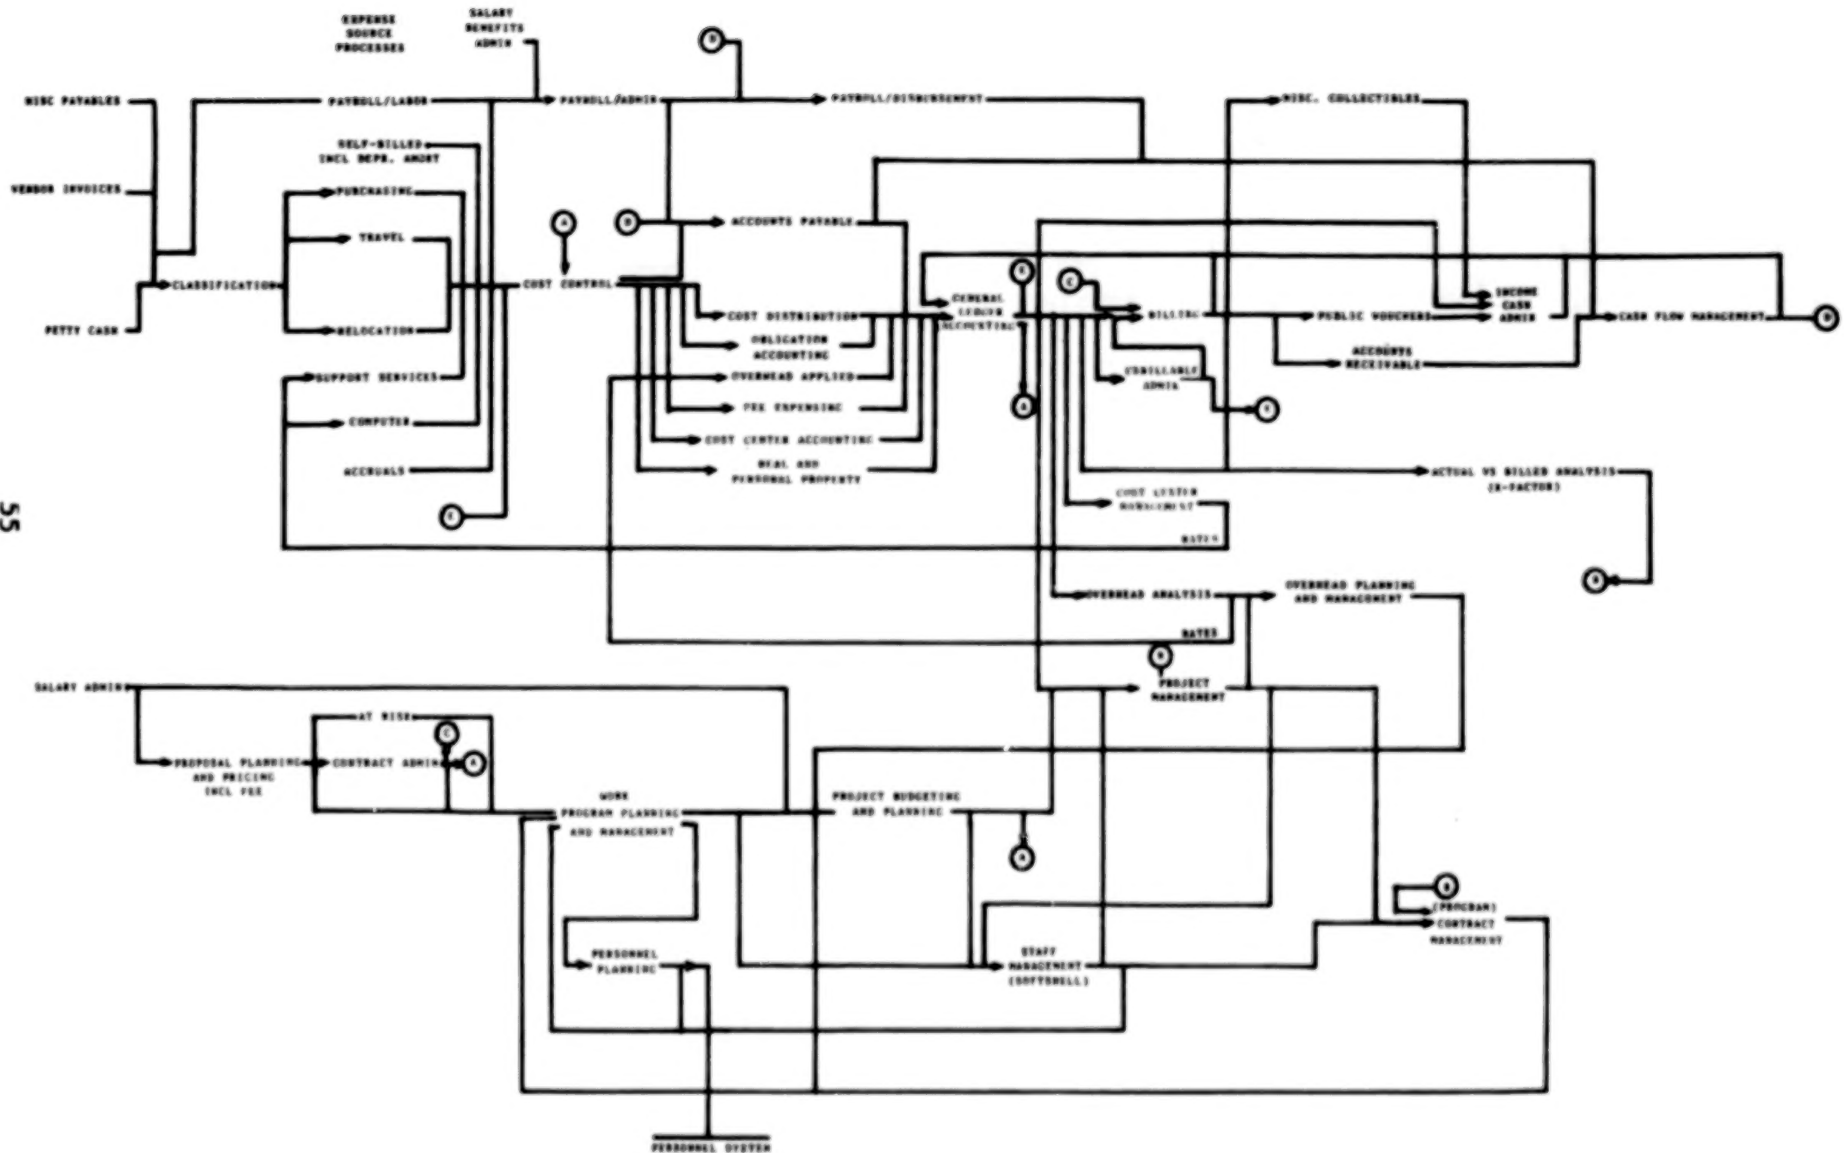 EXPENSE
SOURCE
PROCESSES
SALARY
BENEFITS
ADMIN
MISC PAYABLES
PAYROLL/LABOR
PAYROLL/ADMIN
PAYROLL/DISBURSEMENT
MISC. COLLECTIBLES
SELF-BILLED
INCL DEPR. AMORT
VENDOR INVOICES
PURCHASING
ACCOUNTS PAYABLE
TRAVEL
CLASSIFICATION
COST CONTROL
GENERAL
LEDGER
ACCOUNTING
INCOME
CASH
ADMIN
PETTY CASH
RELOCATION
COST DISTRIBUTION
BILLING
PUBLIC VOUCHERS
CASH FLOW MANAGEMENT
OBLIGATION
ACCOUNTING
ACCOUNTS
RECEIVABLE
SUPPORT SERVICES
OVERHEAD APPLIED
UNBILLABLE
ADMIN
COMPUTER
FEE EXPENSING
COST CENTER ACCOUNTING
ACCRUALS
REAL AND
PERSONAL PROPERTY
ACTUAL VS BILLED ANALYSIS
(K-FACTOR)
COST CENTER
MANAGEMENT
C
55
RATES
OVERHEAD ANALYSIS
OVERHEAD PLANNING
AND MANAGEMENT
RATES
SALARY ADMIN
PROJECT
MANAGEMENT
AT RISK
C
PROPOSAL PLANNING
AND PRICING
INCL FEE
CONTRACT ADMIN
A
WORK
PROGRAM PLANNING
AND MANAGEMENT
PROJECT BUDGETING
AND PLANNING
A
B
(PROGRAM)
CONTRACT
MANAGEMENT
PERSONNEL
PLANNING
STAFF
MANAGEMENT
(SOFTSHELL)
PERSONNEL SYSTEM